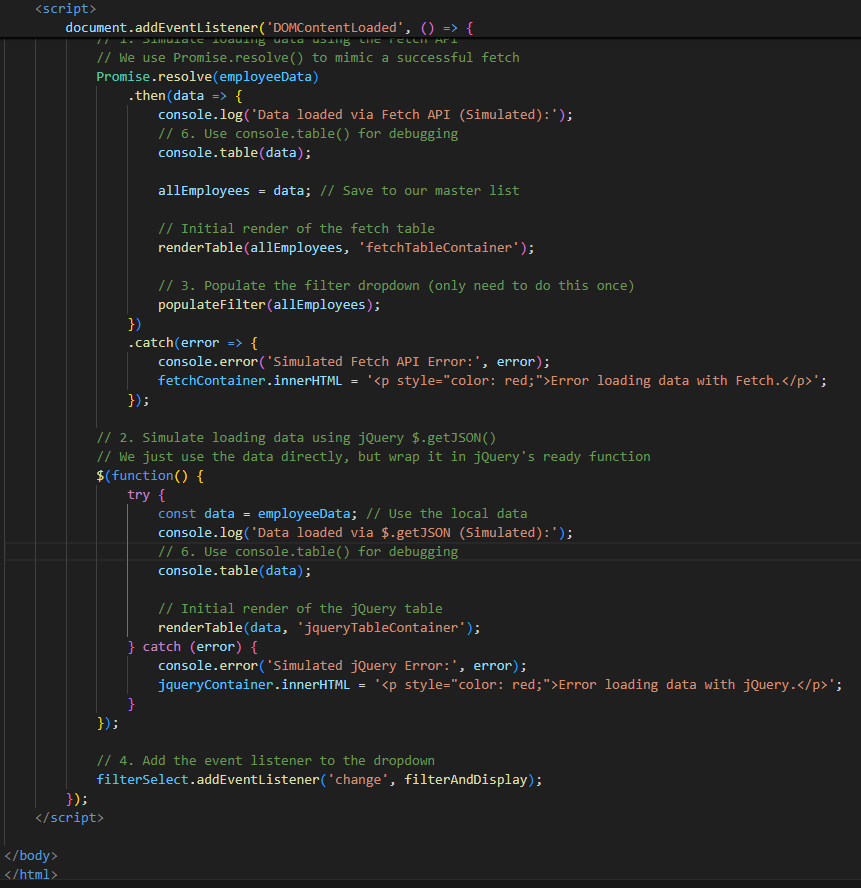 <script>
document.addEventListener('DOMContentLoaded', () => {
// 1. Simulate loading data using the Fetch API
// We use Promise.resolve() to mimic a successful fetch
Promise.resolve(employeeData)
.then(data => {
console.log('Data loaded via Fetch API (Simulated):');
// 6. Use console.table() for debugging
console.table(data);
allEmployees = data; // Save to our master list
// Initial render of the fetch table
renderTable(allEmployees, 'fetchTableContainer');
// 3. Populate the filter dropdown (only need to do this once)
populateFilter(allEmployees);
})
.catch(error => {
console.error('Simulated Fetch API Error:', error);
fetchContainer.innerHTML = '<p style="color: red;">Error loading data with Fetch.</p>';
});
// 2. Simulate loading data using jQuery $.getJSON()
// We just use the data directly, but wrap it in jQuery's ready function
$(function() {
try {
const data = employeeData; // Use the local data
console.log('Data loaded via $.getJSON (Simulated):');
// 6. Use console.table() for debugging
console.table(data);
// Initial render of the jQuery table
renderTable(data, 'jqueryTableContainer');
} catch (error) {
console.error('Simulated jQuery Error:', error);
jqueryContainer.innerHTML = '<p style="color: red;">Error loading data with jQuery.</p>';
}
});
// 4. Add the event listener to the dropdown
filterSelect.addEventListener('change', filterAndDisplay);
});
</script>
</body>
</html>